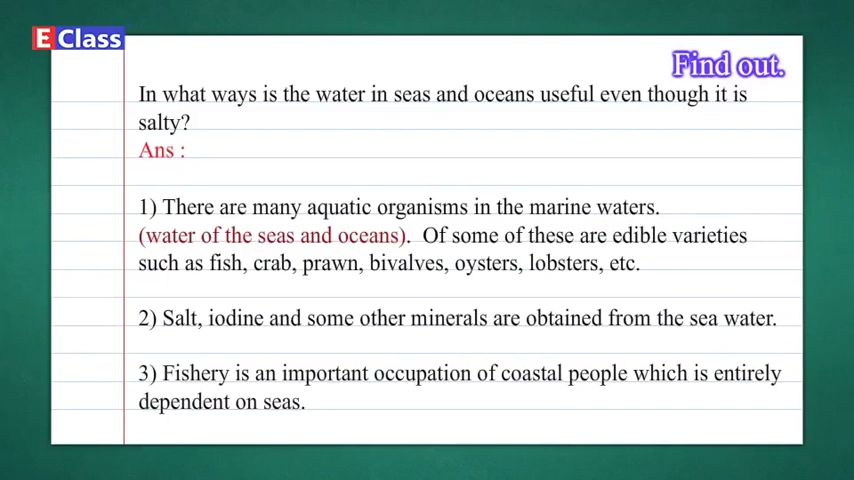 E Class
Find out.
In what ways is the water in seas and oceans useful even though it is
salty?
Ans :
1) There are many aquatic organisms in the marine waters.
(water of the seas and oceans). Of some of these are edible varieties
such as fish, crab, prawn, bivalves, oysters, lobsters, etc.
2) Salt, iodine and some other minerals are obtained from the sea water.
3) Fishery is an important occupation of coastal people which is entirely
dependent on seas.